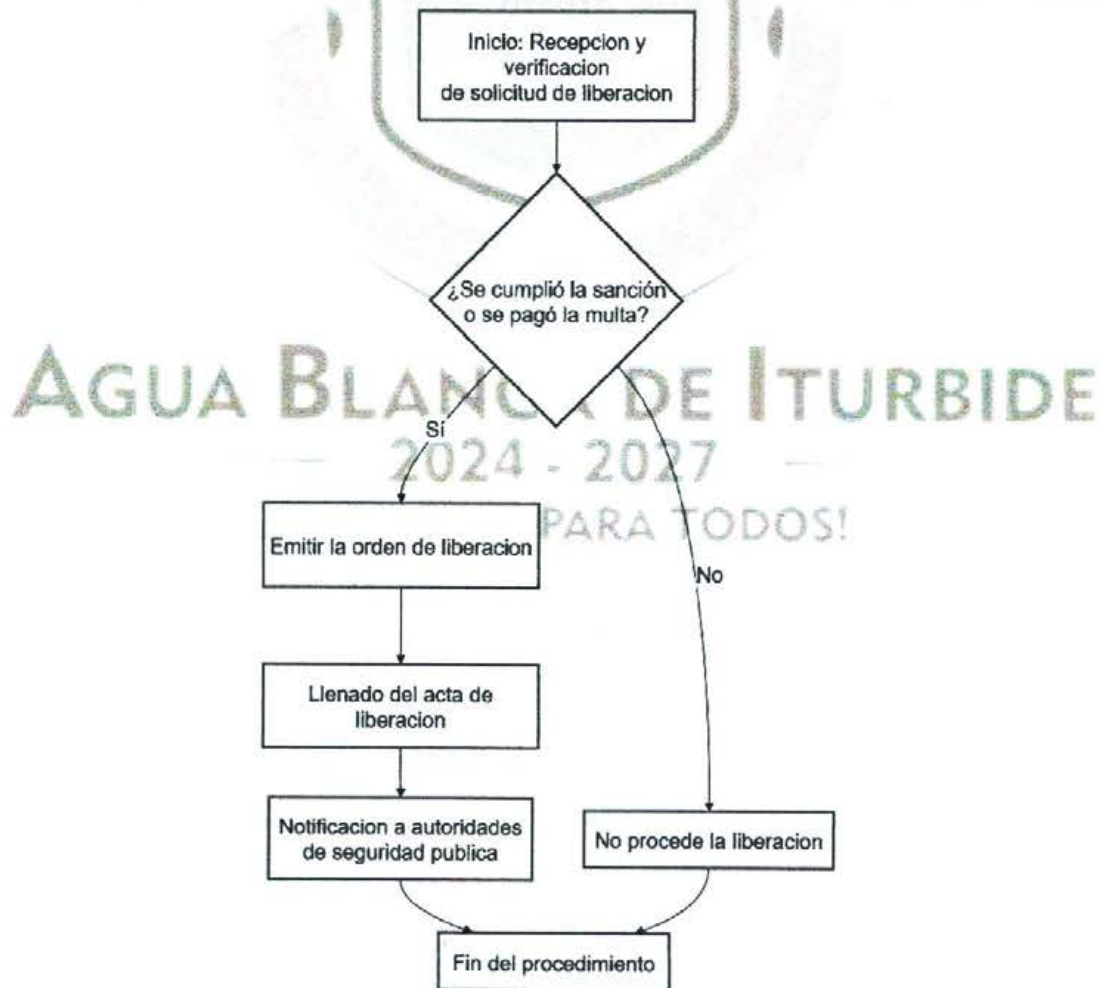 Inicio: Recepcion y
verificacion
de solicitud de liberacion
¿Se cumplió la sanción
o se pagó la multa?
AGUA BLANCA DE ITURBIDE
Sí
2024 - 2027
PARA TODOS!
Emitir la orden de liberacion
No
Llenado del acta de
liberacion
Notificacion a autoridades
de seguridad publica
No procede la liberacion
Fin del procedimiento